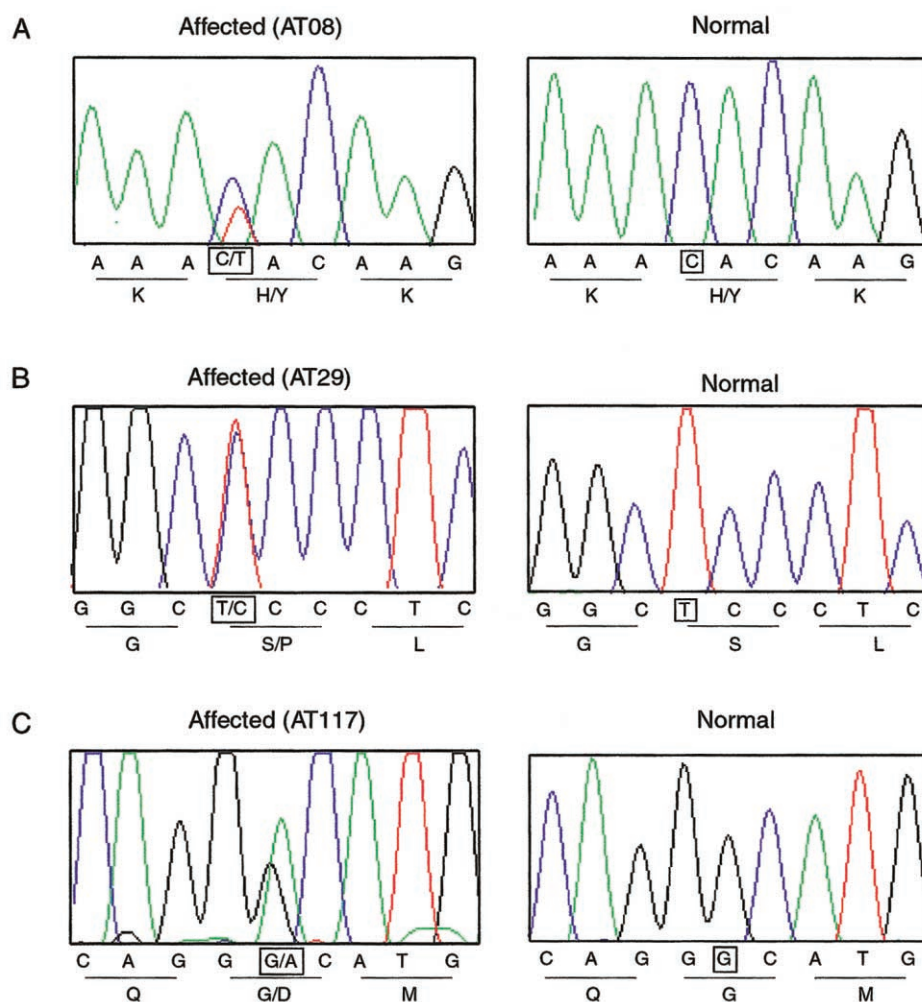 A
Affected (AT08)
Normal
A A A C/T A C A A G
K H/Y K
A A A C A C A A G
K H/Y K
B
Affected (AT29)
Normal
G G C T/C C C C T C
G S/P L
G G C T C C C T C
G S L
C
Affected (AT117)
Normal
C A G G G/A C A T G
Q G/D M
C A G G G C A T G
Q G M